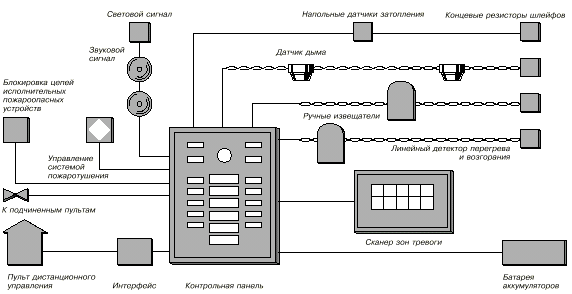 Световой сигнал
Напольные датчики затопления
Концевые резисторы шлейфов
Звуковой
сигнал
Датчик дыма
Блокировка цепей
исполнительных
пожароопасных
устройств
Ручные извещатели
Управление
системой
пожаротушения
Линейный детектор перегрева
и возгорания
К подчиненным пультам
Сканер зон тревоги
Пульт дистанционного
управления
Интерфейс
Контрольная панель
Батарея
аккумуляторов